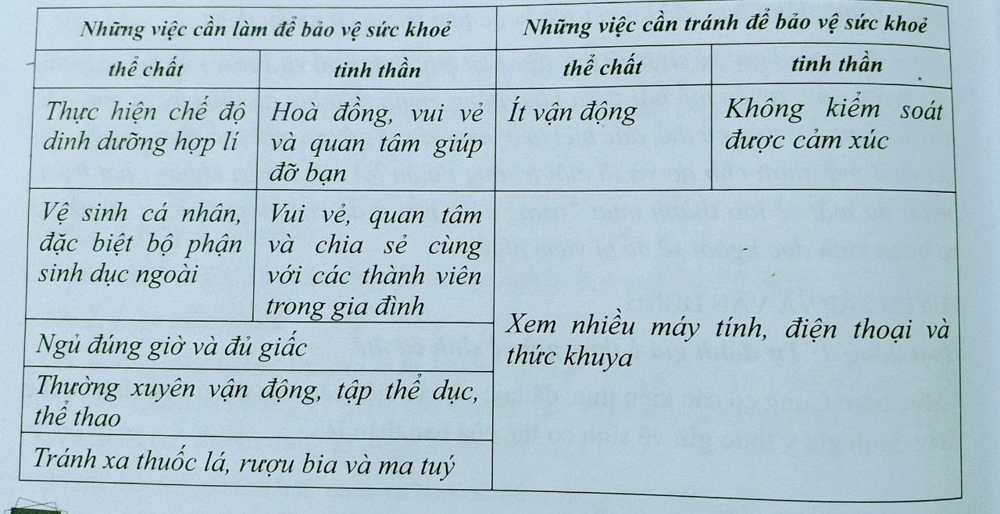 Những việc cần làm để bảo vệ sức khoẻ
Những việc cần tránh để bảo vệ sức khoẻ
thể chất
tinh thần
thể chất
tinh thần
Thực hiện chế độ
dinh dưỡng hợp lí
Hoà đồng, vui vẻ
và quan tâm giúp
đỡ bạn
Ít vận động
Không kiểm soát
được cảm xúc
Vệ sinh cá nhân,
đặc biệt bộ phận
sinh dục ngoài
Vui vẻ, quan tâm
và chia sẻ cùng
với các thành viên
trong gia đình
Xem nhiều máy tính, điện thoại và
thức khuya
Ngủ đúng giờ và đủ giấc
Thường xuyên vận động, tập thể dục,
thể thao
Tránh xa thuốc lá, rượu bia và ma tuý